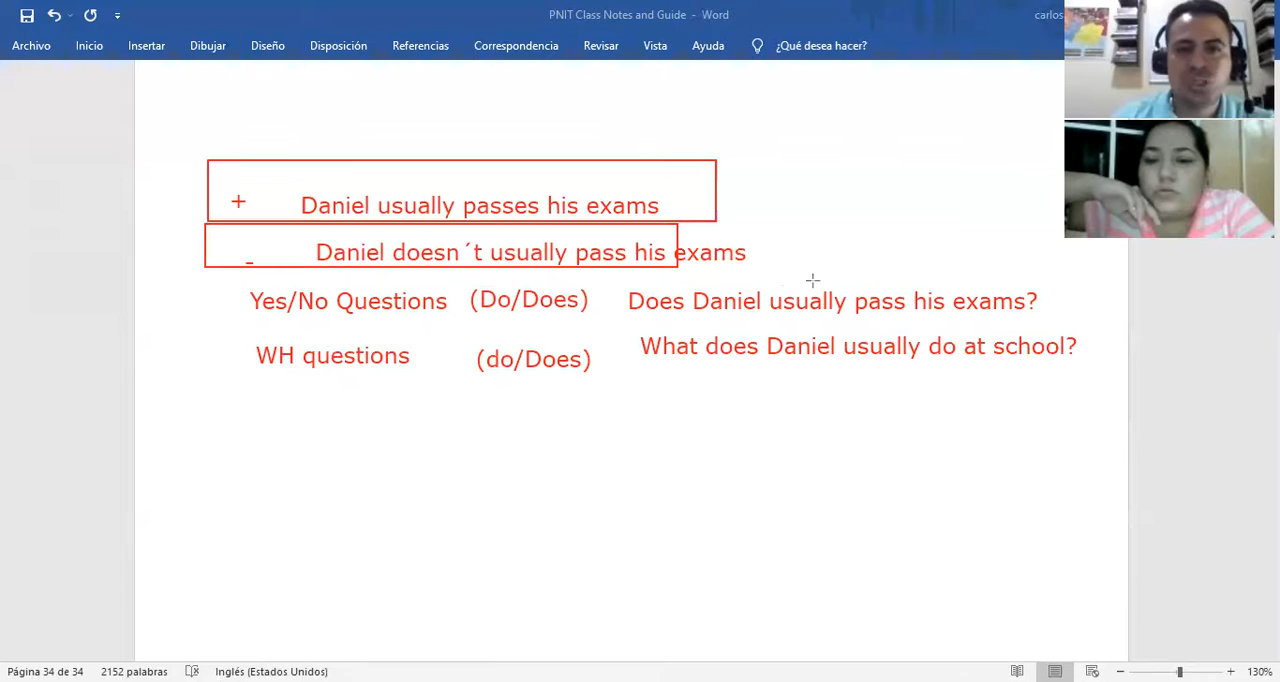 PNIT Class Notes and Guide - Word
carlos
Archivo Inicio Insertar Dibujar Diseño Disposición Referencias Correspondencia Revisar Vista Ayuda ¿Qué desea hacer?
+ Daniel usually passes his exams
- Daniel doesn´t usually pass his exams
Yes/No Questions (Do/Does) Does Daniel usually pass his exams?
WH questions (do/Does) What does Daniel usually do at school?
Página 34 de 34 2152 palabras Inglés (Estados Unidos) 130%